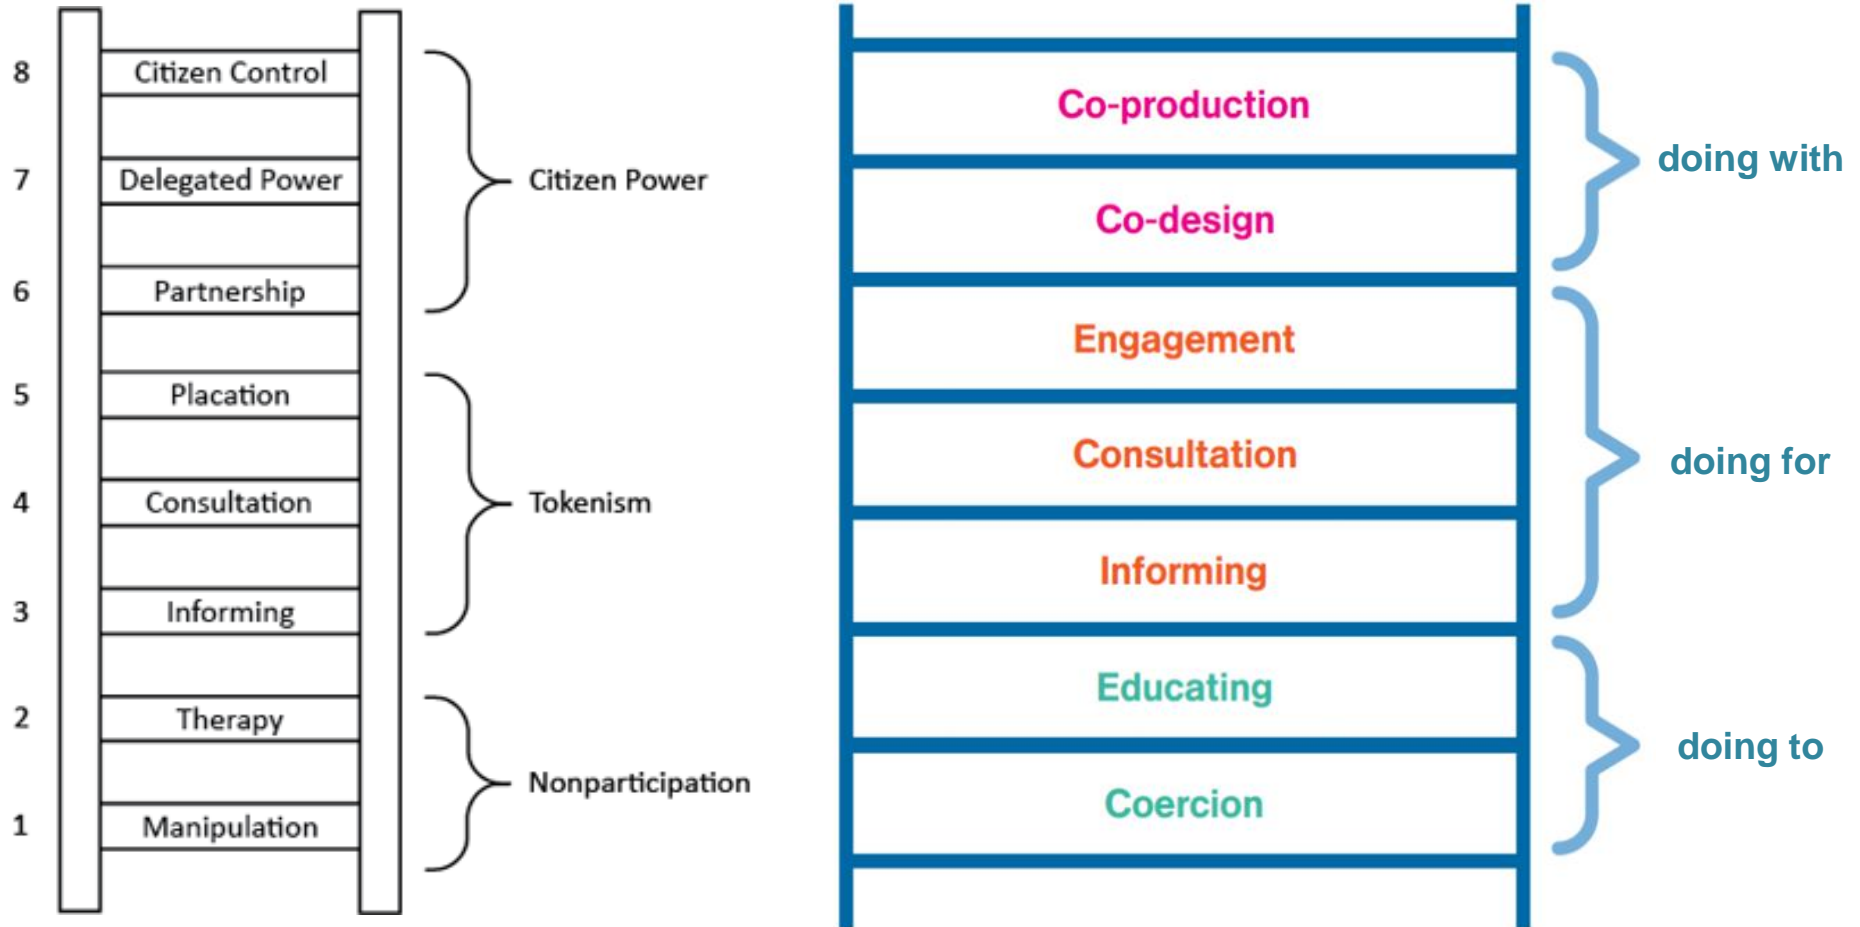 8 Citizen Control
7 Delegated Power
Citizen Power
6 Partnership
5 Placation
4 Consultation
Tokenism
3 Informing
2 Therapy
Nonparticipation
1 Manipulation
Co-production
doing with
Co-design
Engagement
Consultation
doing for
Informing
Educating
doing to
Coercion